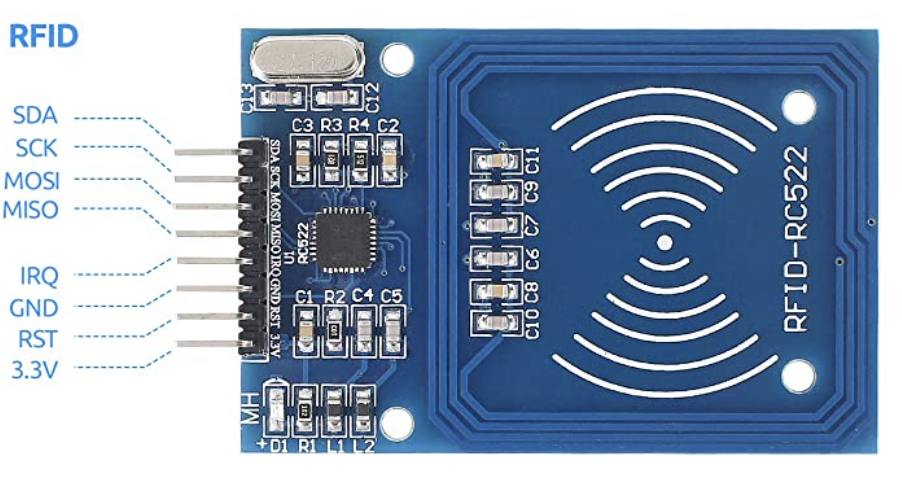 RFID
SDA
SCK
MOSI
MISO
IRQ
GND
RST
3.3V
C13
C12
C3 R3 R4 C2
SDA SCK MOSI MISO IRQ GND RST 3.3V
U1
RC522
C1 R2 C4 C5
MH
+D1 R1 L1 L2
C11
C9
C7
C6
C8
C10
RFID-RC522